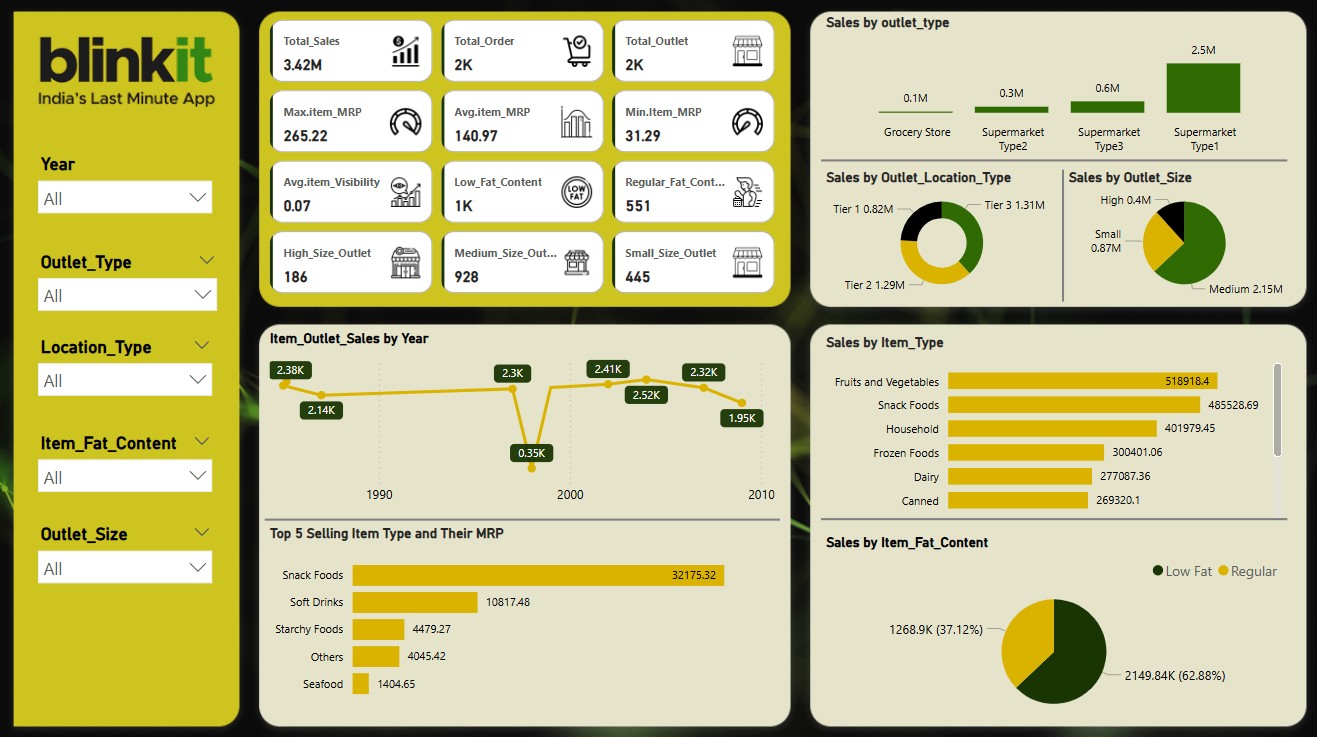 blinkit
India's Last Minute App
Year
All
Outlet_Type
All
Location_Type
All
Item_Fat_Content
All
Outlet_Size
All
Total_Sales
3.42M
Total_Order
2K
Total_Outlet
2K
Max.item_MRP
265.22
Avg.item_MRP
140.97
Min.Item_MRP
31.29
Avg.item_Visibility
0.07
Low_Fat_Content
1K
LOW
FAT
Regular_Fat_Cont...
551
High_Size_Outlet
186
Medium_Size_Out...
928
Small_Size_Outlet
445
Item_Outlet_Sales by Year
2.38K
2.14K
2.3K
0.35K
2.41K
2.52K
2.32K
1.95K
1990
2000
2010
Top 5 Selling Item Type and Their MRP
Snack Foods
32175.32
Soft Drinks
10817.48
Starchy Foods
4479.27
Others
4045.42
Seafood
1404.65
Sales by outlet_type
0.1M
0.3M
0.6M
2.5M
Grocery Store
Supermarket
Type2
Supermarket
Type3
Supermarket
Type1
Sales by Outlet_Location_Type
Tier 1 0.82M
Tier 3 1.31M
Tier 2 1.29M
Sales by Outlet_Size
High 0.4M
Small
0.87M
Medium 2.15M
Sales by Item_Type
Fruits and Vegetables
518918.4
Snack Foods
485528.69
Household
401979.45
Frozen Foods
300401.06
Dairy
277087.36
Canned
269320.1
Sales by Item_Fat_Content
Low Fat
Regular
1268.9K (37.12%)
2149.84K (62.88%)